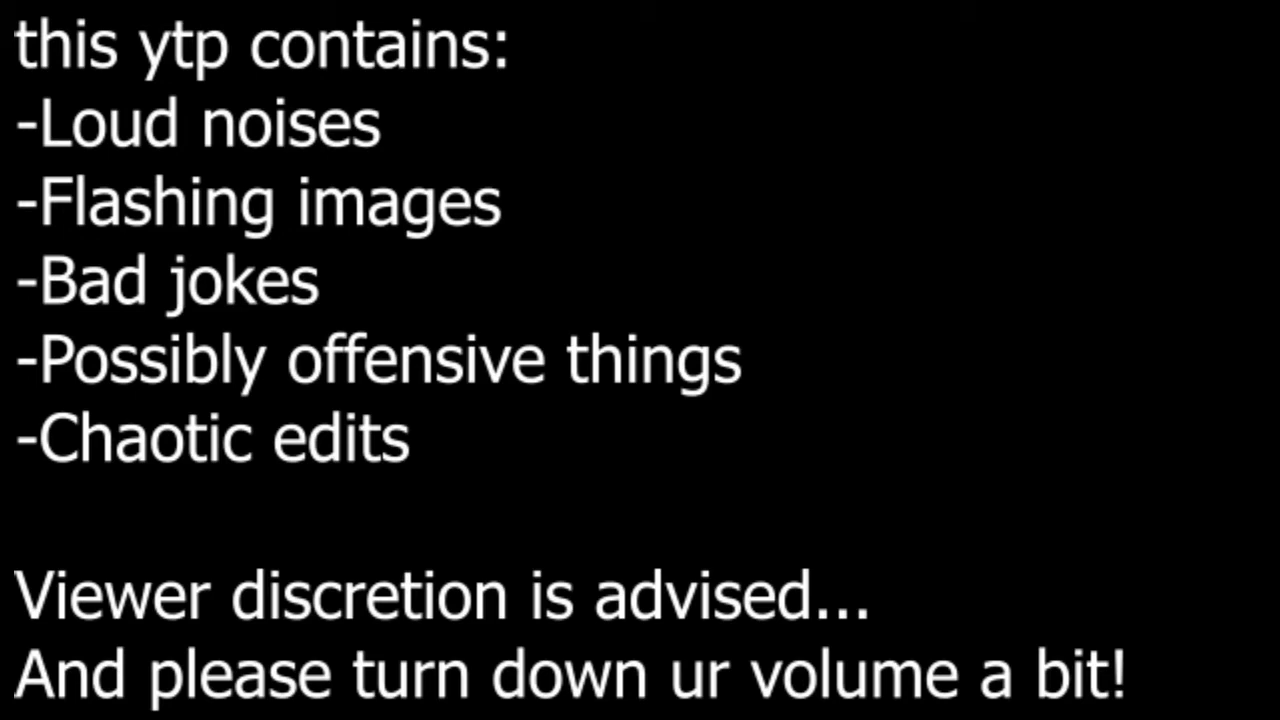 this ytp contains:
-Loud noises
-Flashing images
-Bad jokes
-Possibly offensive things
-Chaotic edits
Viewer discretion is advised...
And please turn down ur volume a bit!